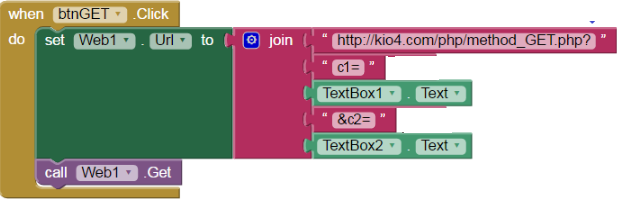 when btnGET .Click
do set Web1 . Url to join " http://kio4.com/php/method_GET.php? "
" c1= "
TextBox1 . Text
" &c2= "
TextBox2 . Text
call Web1 .Get